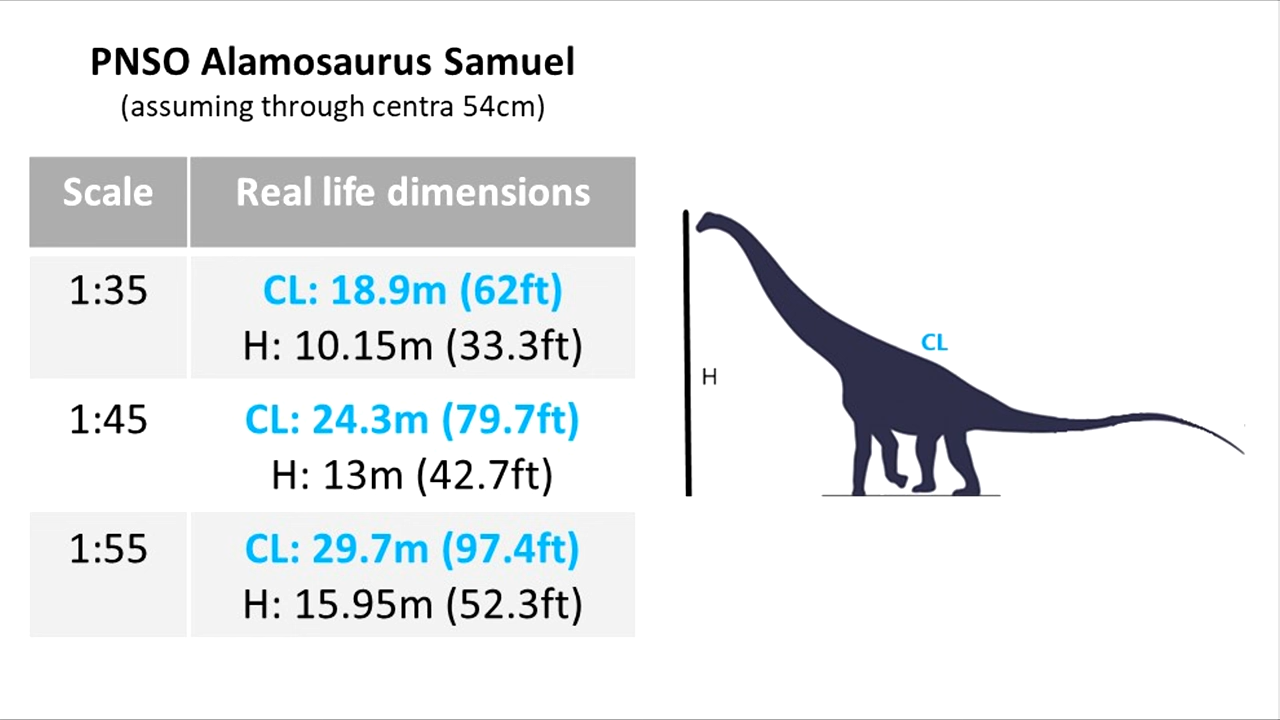 PNSO Alamosaurus Samuel
(assuming through centra 54cm)
Scale
Real life dimensions
1:35
CL: 18.9m (62ft)
H: 10.15m (33.3ft)
1:45
CL: 24.3m (79.7ft)
H: 13m (42.7ft)
1:55
CL: 29.7m (97.4ft)
H: 15.95m (52.3ft)
CL
H